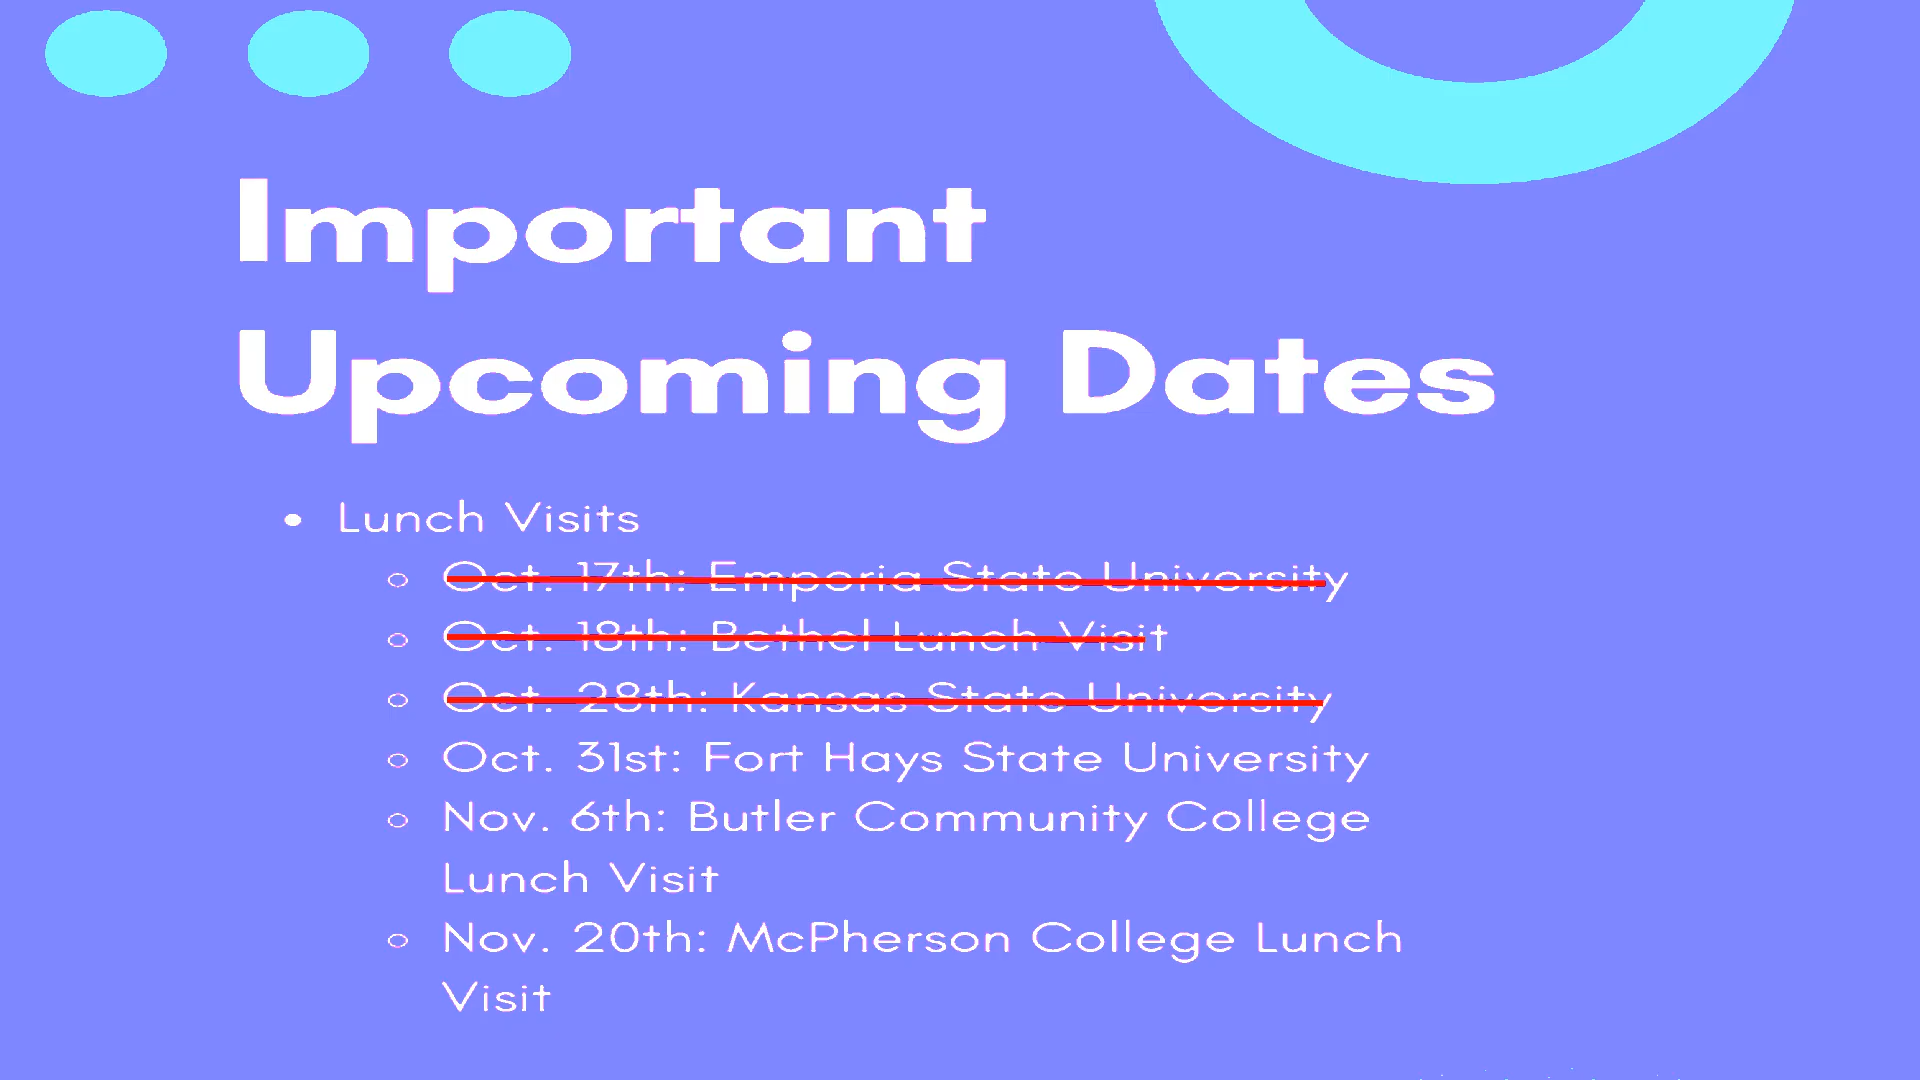 Important
Upcoming Dates
• Lunch Visits
○ Oct. 17th: Emporia State University
○ Oct. 18th: Bethel Lunch Visit
○ Oct. 28th: Kansas State University
○ Oct. 31st: Fort Hays State University
○ Nov. 6th: Butler Community College
Lunch Visit
○ Nov. 20th: McPherson College Lunch
Visit